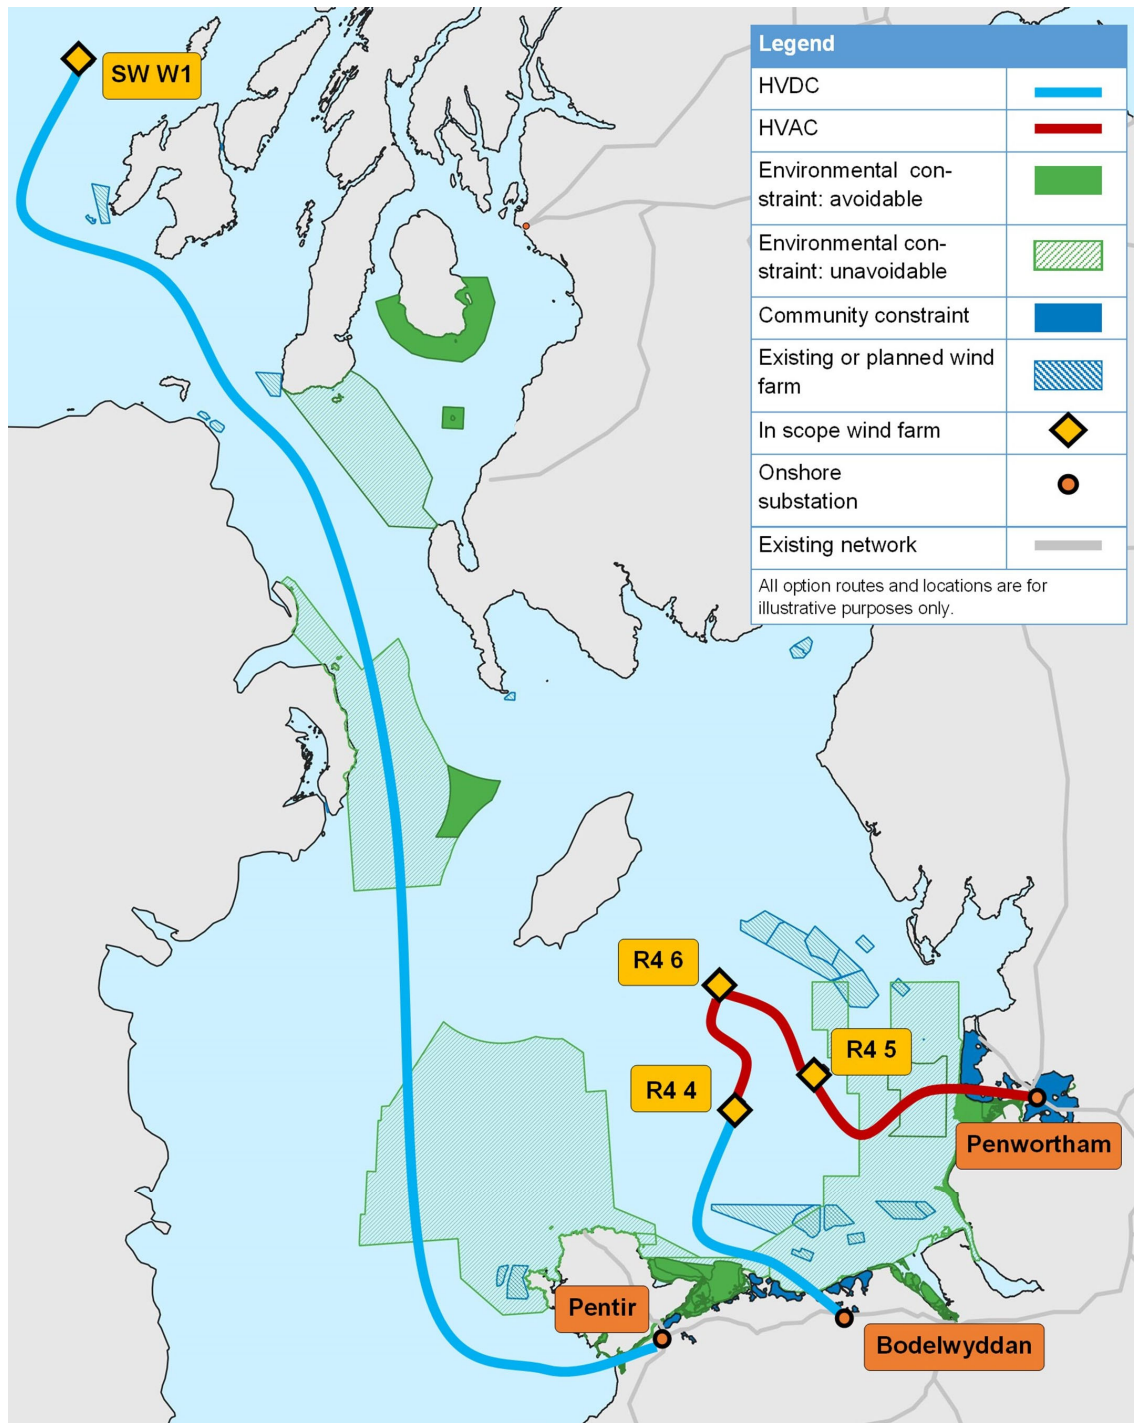 SW W1
Legend
HVDC
HVAC
Environmental con-
straint: avoidable
Environmental con-
straint: unavoidable
Community constraint
Existing or planned wind
farm
In scope wind farm
Onshore
substation
Existing network
All option routes and locations are for
illustrative purposes only.
R4 6
R4 5
R4 4
Penwortham
Pentir
Bodelwyddan